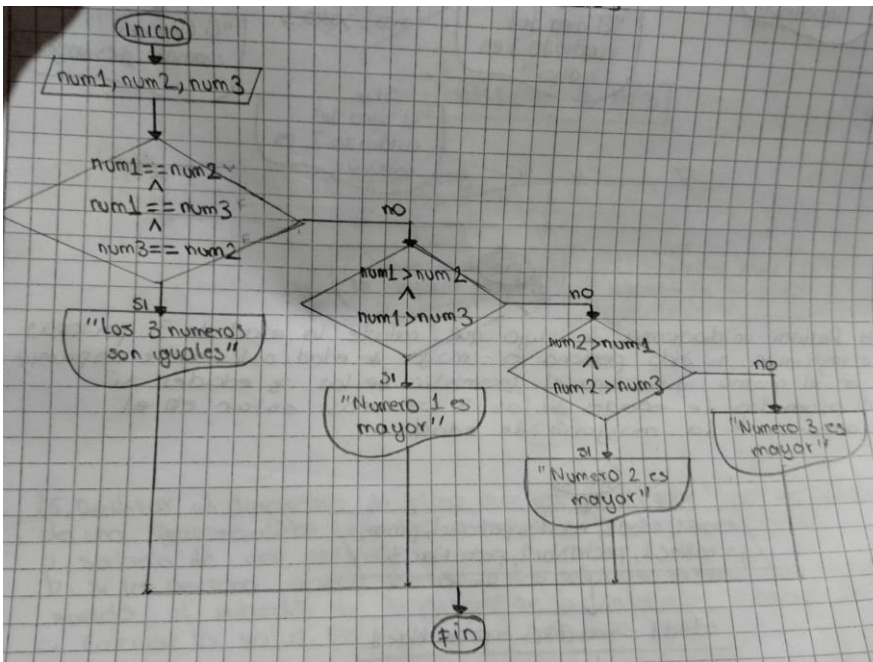 inicio
num1, num2, num3
num1==num2 V
^
num1 == num3 F
^
num3== num2 F
no
SI
"Los 3 numeros
son iguales"
num1>num2
^
num1>num3
no
SI
"Numero 1 es
mayor"
num2>num1
^
num2>num3
no
SI
"Numero 2 es
mayor"
"Numero 3 es
mayor"
Fin